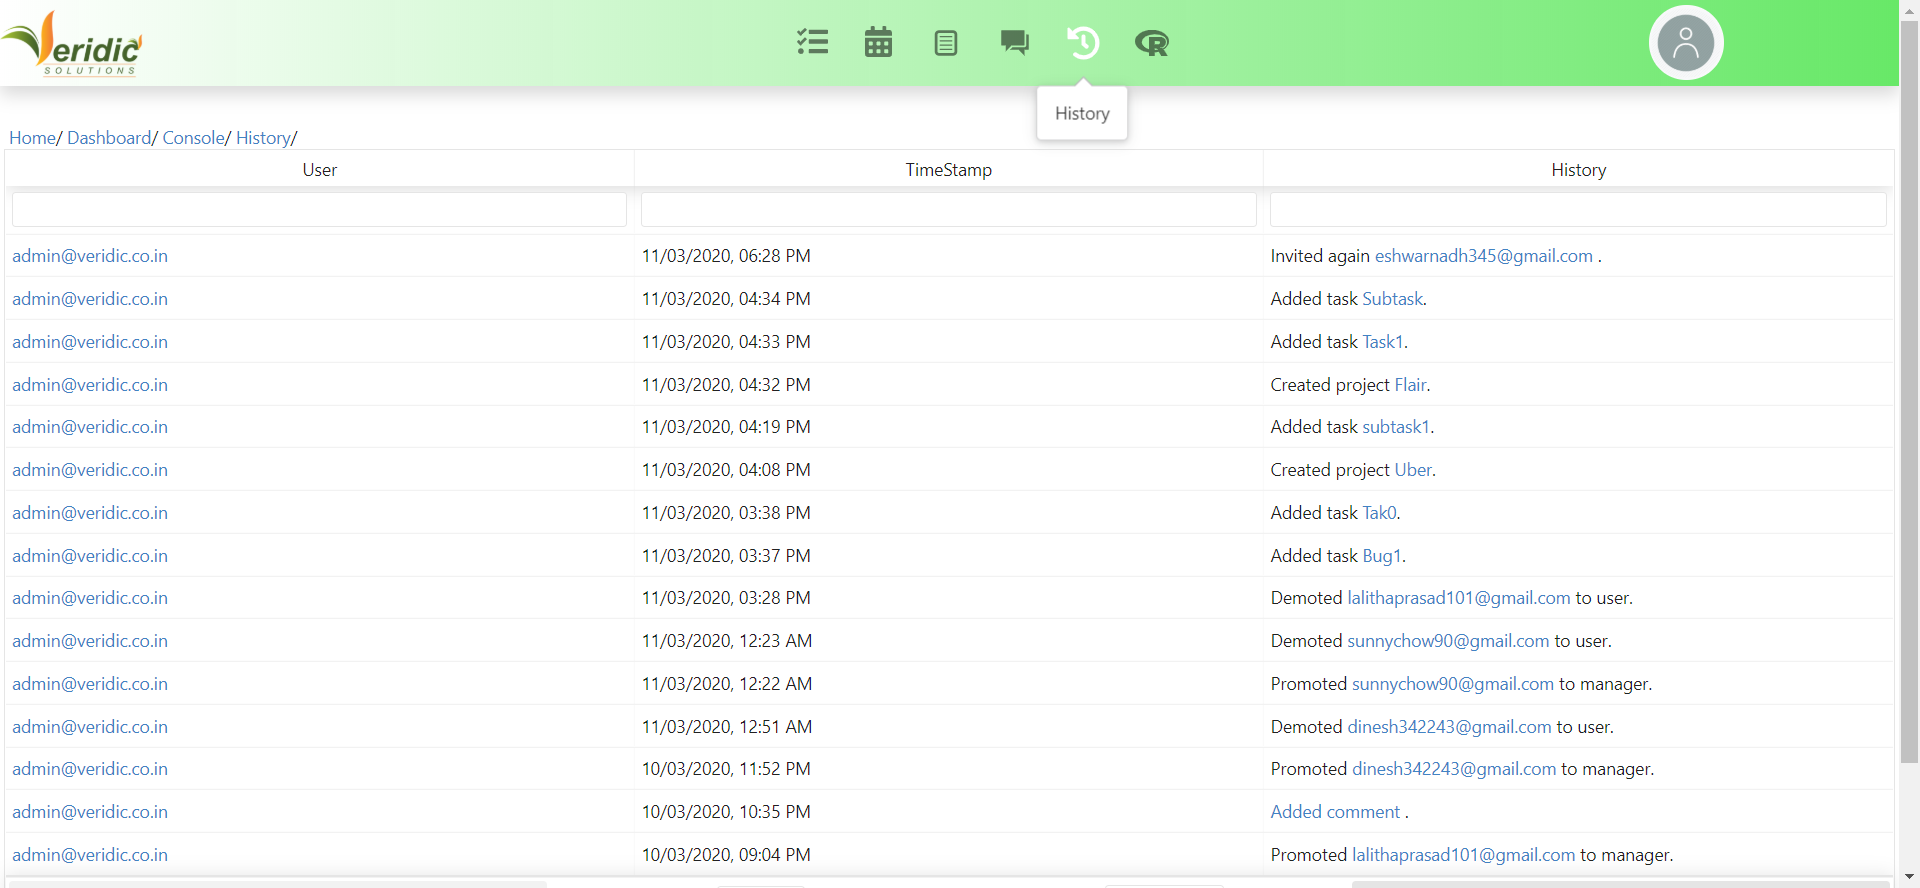 Veridic
SOLUTIONS
History
Home/ Dashboard/ Console/ History/
User TimeStamp History
admin@veridic.co.in 11/03/2020, 06:28 PM Invited again eshwarnadh345@gmail.com .
admin@veridic.co.in 11/03/2020, 04:34 PM Added task Subtask.
admin@veridic.co.in 11/03/2020, 04:33 PM Added task Task1.
admin@veridic.co.in 11/03/2020, 04:32 PM Created project Flair.
admin@veridic.co.in 11/03/2020, 04:19 PM Added task subtask1.
admin@veridic.co.in 11/03/2020, 04:08 PM Created project Uber.
admin@veridic.co.in 11/03/2020, 03:38 PM Added task Tak0.
admin@veridic.co.in 11/03/2020, 03:37 PM Added task Bug1.
admin@veridic.co.in 11/03/2020, 03:28 PM Demoted lalithaprasad101@gmail.com to user.
admin@veridic.co.in 11/03/2020, 12:23 AM Demoted sunnychow90@gmail.com to user.
admin@veridic.co.in 11/03/2020, 12:22 AM Promoted sunnychow90@gmail.com to manager.
admin@veridic.co.in 11/03/2020, 12:51 AM Demoted dinesh342243@gmail.com to user.
admin@veridic.co.in 10/03/2020, 11:52 PM Promoted dinesh342243@gmail.com to manager.
admin@veridic.co.in 10/03/2020, 10:35 PM Added comment .
admin@veridic.co.in 10/03/2020, 09:04 PM Promoted lalithaprasad101@gmail.com to manager.